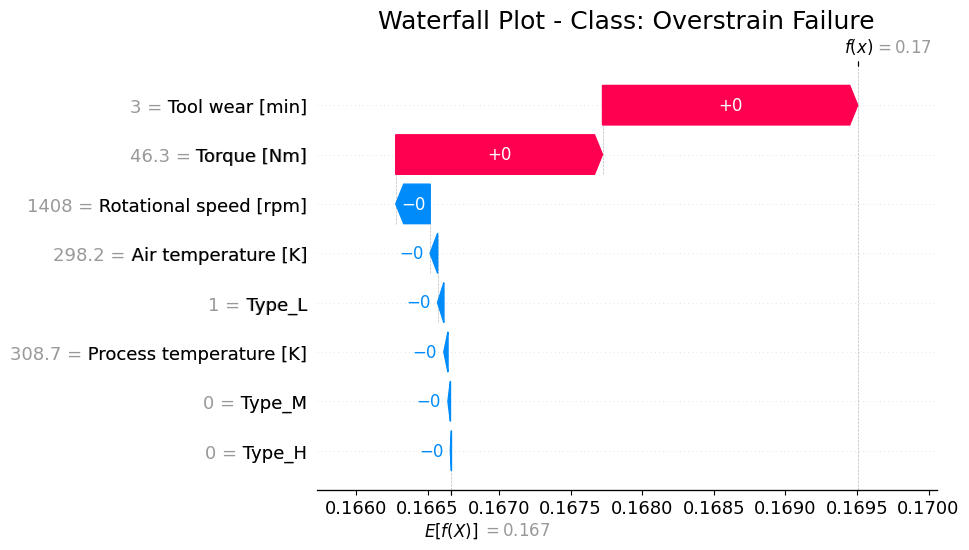 Waterfall Plot - Class: Overstrain Failure
f(x) = 0.17
3 = Tool wear [min] +0
46.3 = Torque [Nm] +0
1408 = Rotational speed [rpm] −0
298.2 = Air temperature [K] −0
1 = Type_L −0
308.7 = Process temperature [K] −0
0 = Type_M −0
0 = Type_H −0
0.1660 0.1665 0.1670 0.1675 0.1680 0.1685 0.1690 0.1695 0.1700
E[f(X)] = 0.167